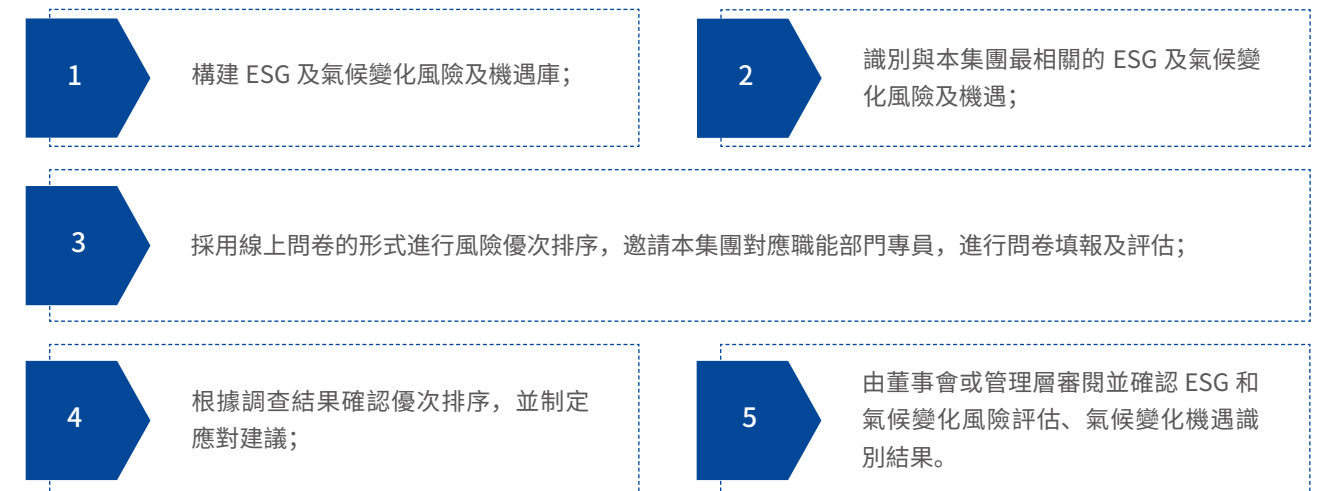 1
構建 ESG 及氣候變化風險及機遇庫；
2
識別與本集團最相關的 ESG 及氣候變
化風險及機遇；
3
採用線上問卷的形式進行風險優次排序，邀請本集團對應職能部門專員，進行問卷填報及評估；
4
根據調查結果確認優次排序，並制定
應對建議；
5
由董事會或管理層審閱並確認 ESG 和
氣候變化風險評估、氣候變化機遇識
別結果。